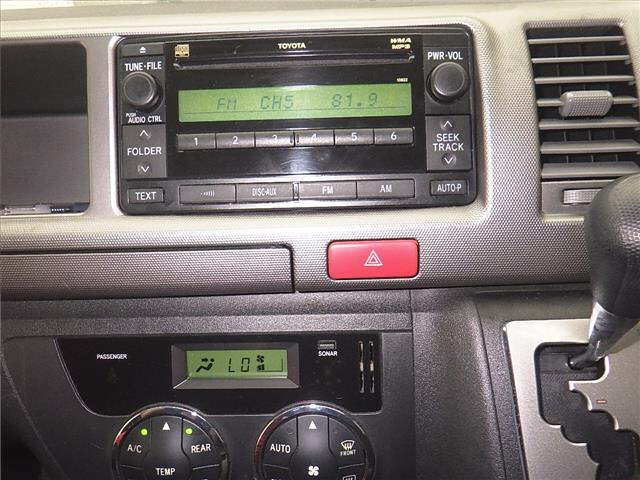 TOYOTA
WMA
MP3
TUNE•FILE
PWR•VOL
10822
FM CH5 81.9
PUSH
AUDIO CTRL
1 2 3 4 5 6
FOLDER
SEEK
TRACK
TEXT
DISC•AUX
FM
AM
AUTO•P
PASSENGER
LO
SONAR
A/C
REAR
TEMP
AUTO
FRONT